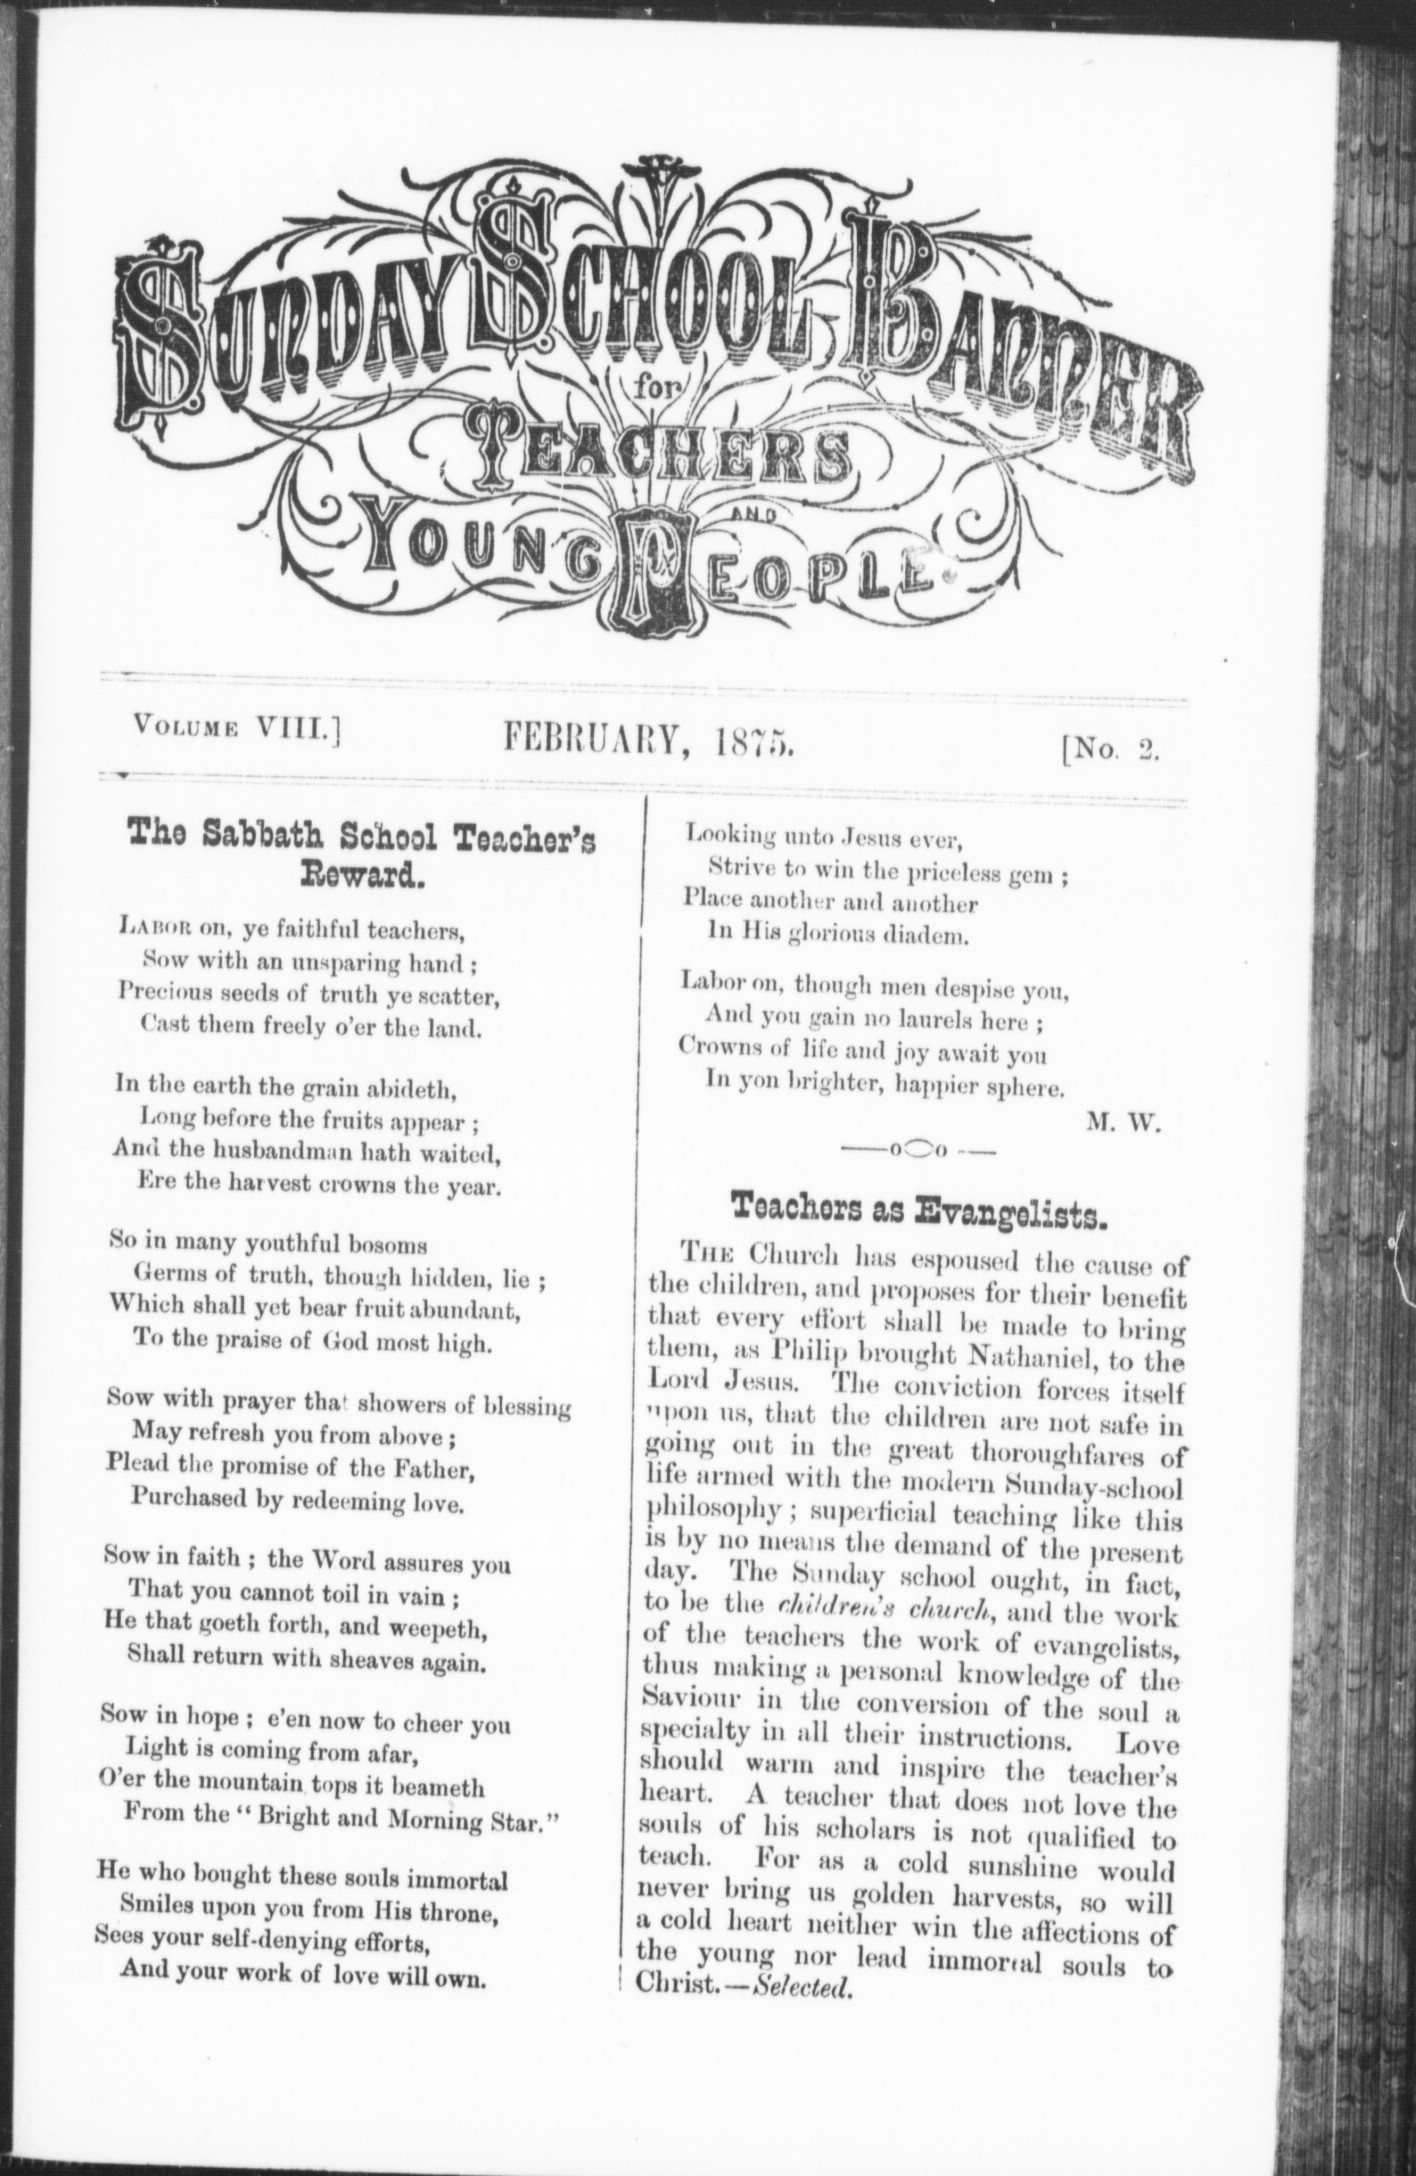 SUNDAY SCHOOL BANNER
for
TEACHERS
AND
YOUNG PEOPLE.
VOLUME VIII.] FEBRUARY, 1875. [No. 2.
The Sabbath School Teacher's
Reward.
LABOR on, ye faithful teachers,
Sow with an unsparing hand ;
Precious seeds of truth ye scatter,
Cast them freely o'er the land.
In the earth the grain abideth,
Long before the fruits appear ;
And the husbandman hath waited,
Ere the harvest crowns the year.
So in many youthful bosoms
Germs of truth, though hidden, lie ;
Which shall yet bear fruit abundant,
To the praise of God most high.
Sow with prayer that showers of blessing
May refresh you from above ;
Plead the promise of the Father,
Purchased by redeeming love.
Sow in faith ; the Word assures you
That you cannot toil in vain ;
He that goeth forth, and weepeth,
Shall return with sheaves again.
Sow in hope ; e'en now to cheer you
Light is coming from afar,
O'er the mountain tops it beameth
From the “ Bright and Morning Star.”
He who bought these souls immortal
Smiles upon you from His throne,
Sees your self-denying efforts,
And your work of love will own.
Looking unto Jesus ever,
Strive to win the priceless gem ;
Place another and another
In His glorious diadem.
Labor on, though men despise you,
And you gain no laurels here ;
Crowns of life and joy await you
In yon brighter, happier sphere.
M. W.
Teachers as Evangelists.
THE Church has espoused the cause of
the children, and proposes for their benefit
that every effort shall be made to bring
them, as Philip brought Nathaniel, to the
Lord Jesus. The conviction forces itself
upon us, that the children are not safe in
going out in the great thoroughfares of
life armed with the modern Sunday-school
philosophy ; superficial teaching like this
is by no means the demand of the present
day. The Sunday school ought, in fact,
to be the children's church, and the work
of the teachers the work of evangelists,
thus making a personal knowledge of the
Saviour in the conversion of the soul a
specialty in all their instructions. Love
should warm and inspire the teacher's
heart. A teacher that does not love the
souls of his scholars is not qualified to
teach. For as a cold sunshine would
never bring us golden harvests, so will
a cold heart neither win the affections of
the young nor lead immortal souls to
Christ.—Selected.